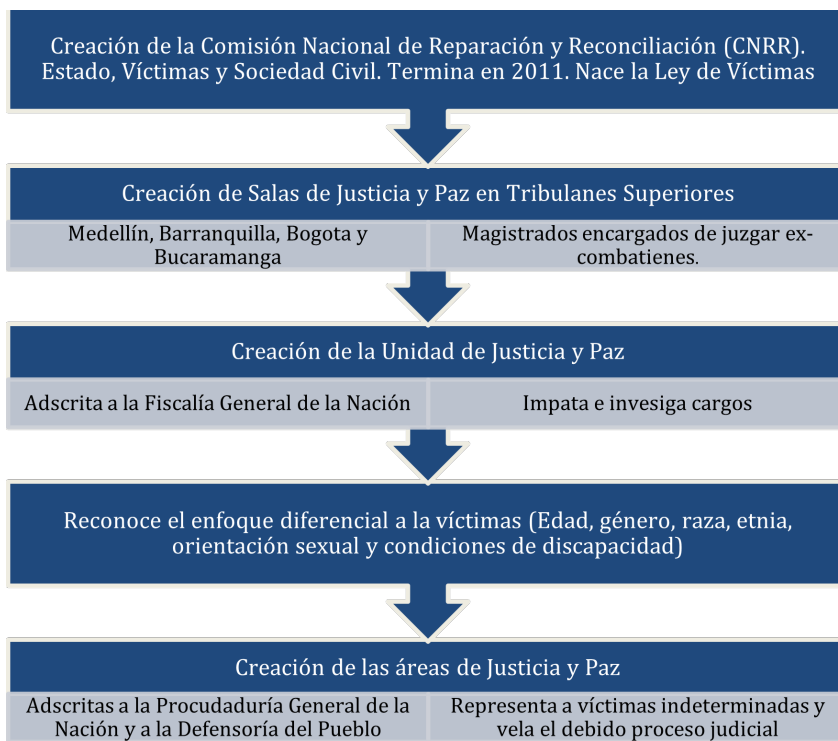 Creación de la Comisión Nacional de Reparación y Reconciliación (CNRR).
Estado, Víctimas y Sociedad Civil. Termina en 2011. Nace la Ley de Víctimas
Creación de Salas de Justicia y Paz en Tribulanes Superiores
Medellín, Barranquilla, Bogota y
Bucaramanga
Magistrados encargados de juzgar ex-
combatienes.
Creación de la Unidad de Justicia y Paz
Adscrita a la Fiscalía General de la Nación
Impata e invesiga cargos
Reconoce el enfoque diferencial a la víctimas (Edad, género, raza, etnia,
orientación sexual y condiciones de discapacidad)
Creación de las áreas de Justicia y Paz
Adscritas a la Procudaduría General de la
Nación y a la Defensoría del Pueblo
Representa a víctimas indeterminadas y
vela el debido proceso judicial